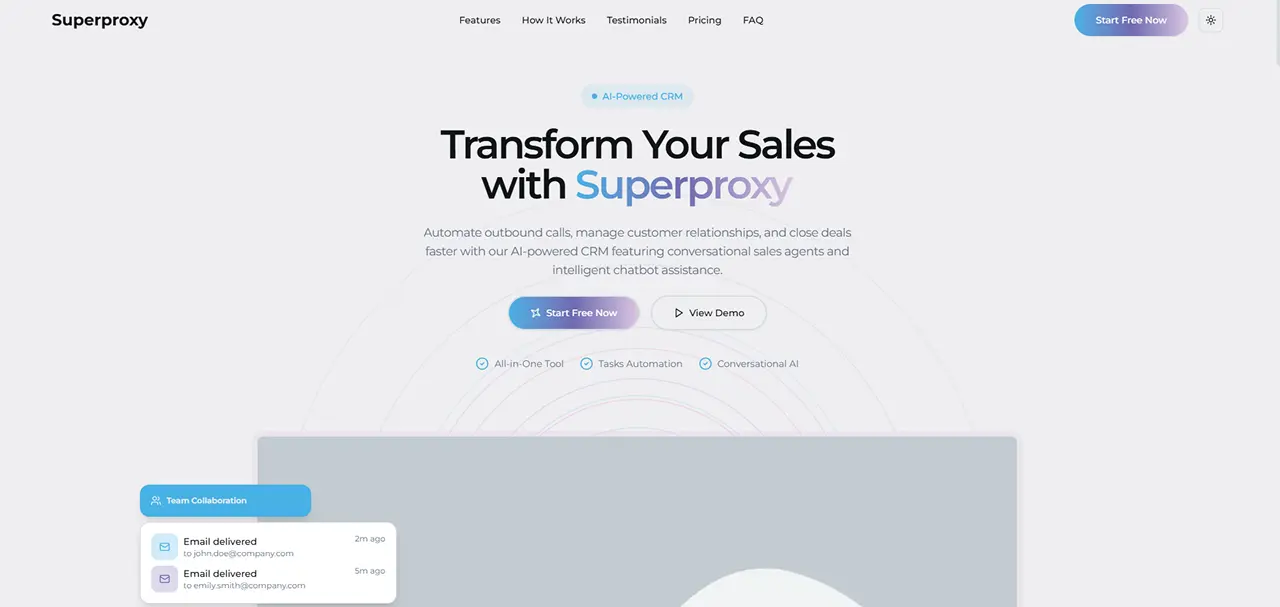 Superproxy
Features
How It Works
Testimonials
Pricing
FAQ
Start Free Now
AI-Powered CRM
Transform Your Sales
with Superproxy
Automate outbound calls, manage customer relationships, and close deals
faster with our AI-powered CRM featuring conversational sales agents and
intelligent chatbot assistance.
Start Free Now
View Demo
All-in-One Tool
Tasks Automation
Conversational AI
Team Collaboration
Email delivered
2m ago
to john.doe@company.com
Email delivered
5m ago
to emily.smith@company.com